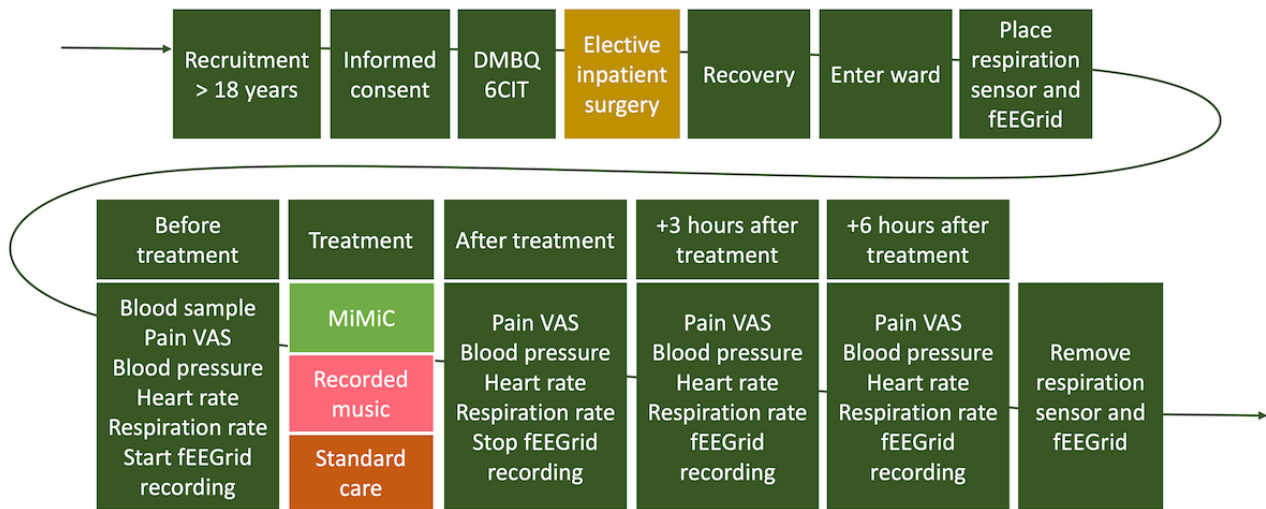 Recruitment
> 18 years
Informed
consent
DMBQ
6CIT
Elective
inpatient
surgery
Recovery
Enter ward
Place
respiration
sensor and
fEEGrid
Before
treatment
Treatment
After treatment
+3 hours after
treatment
+6 hours after
treatment
Blood sample
Pain VAS
Blood pressure
Heart rate
Respiration rate
Start fEEGrid
recording
MiMiC
Recorded
music
Standard
care
Pain VAS
Blood pressure
Heart rate
Respiration rate
Stop fEEGrid
recording
Pain VAS
Blood pressure
Heart rate
Respiration rate
fEEGrid
recording
Pain VAS
Blood pressure
Heart rate
Respiration rate
fEEGrid
recording
Remove
respiration
sensor and
fEEGrid